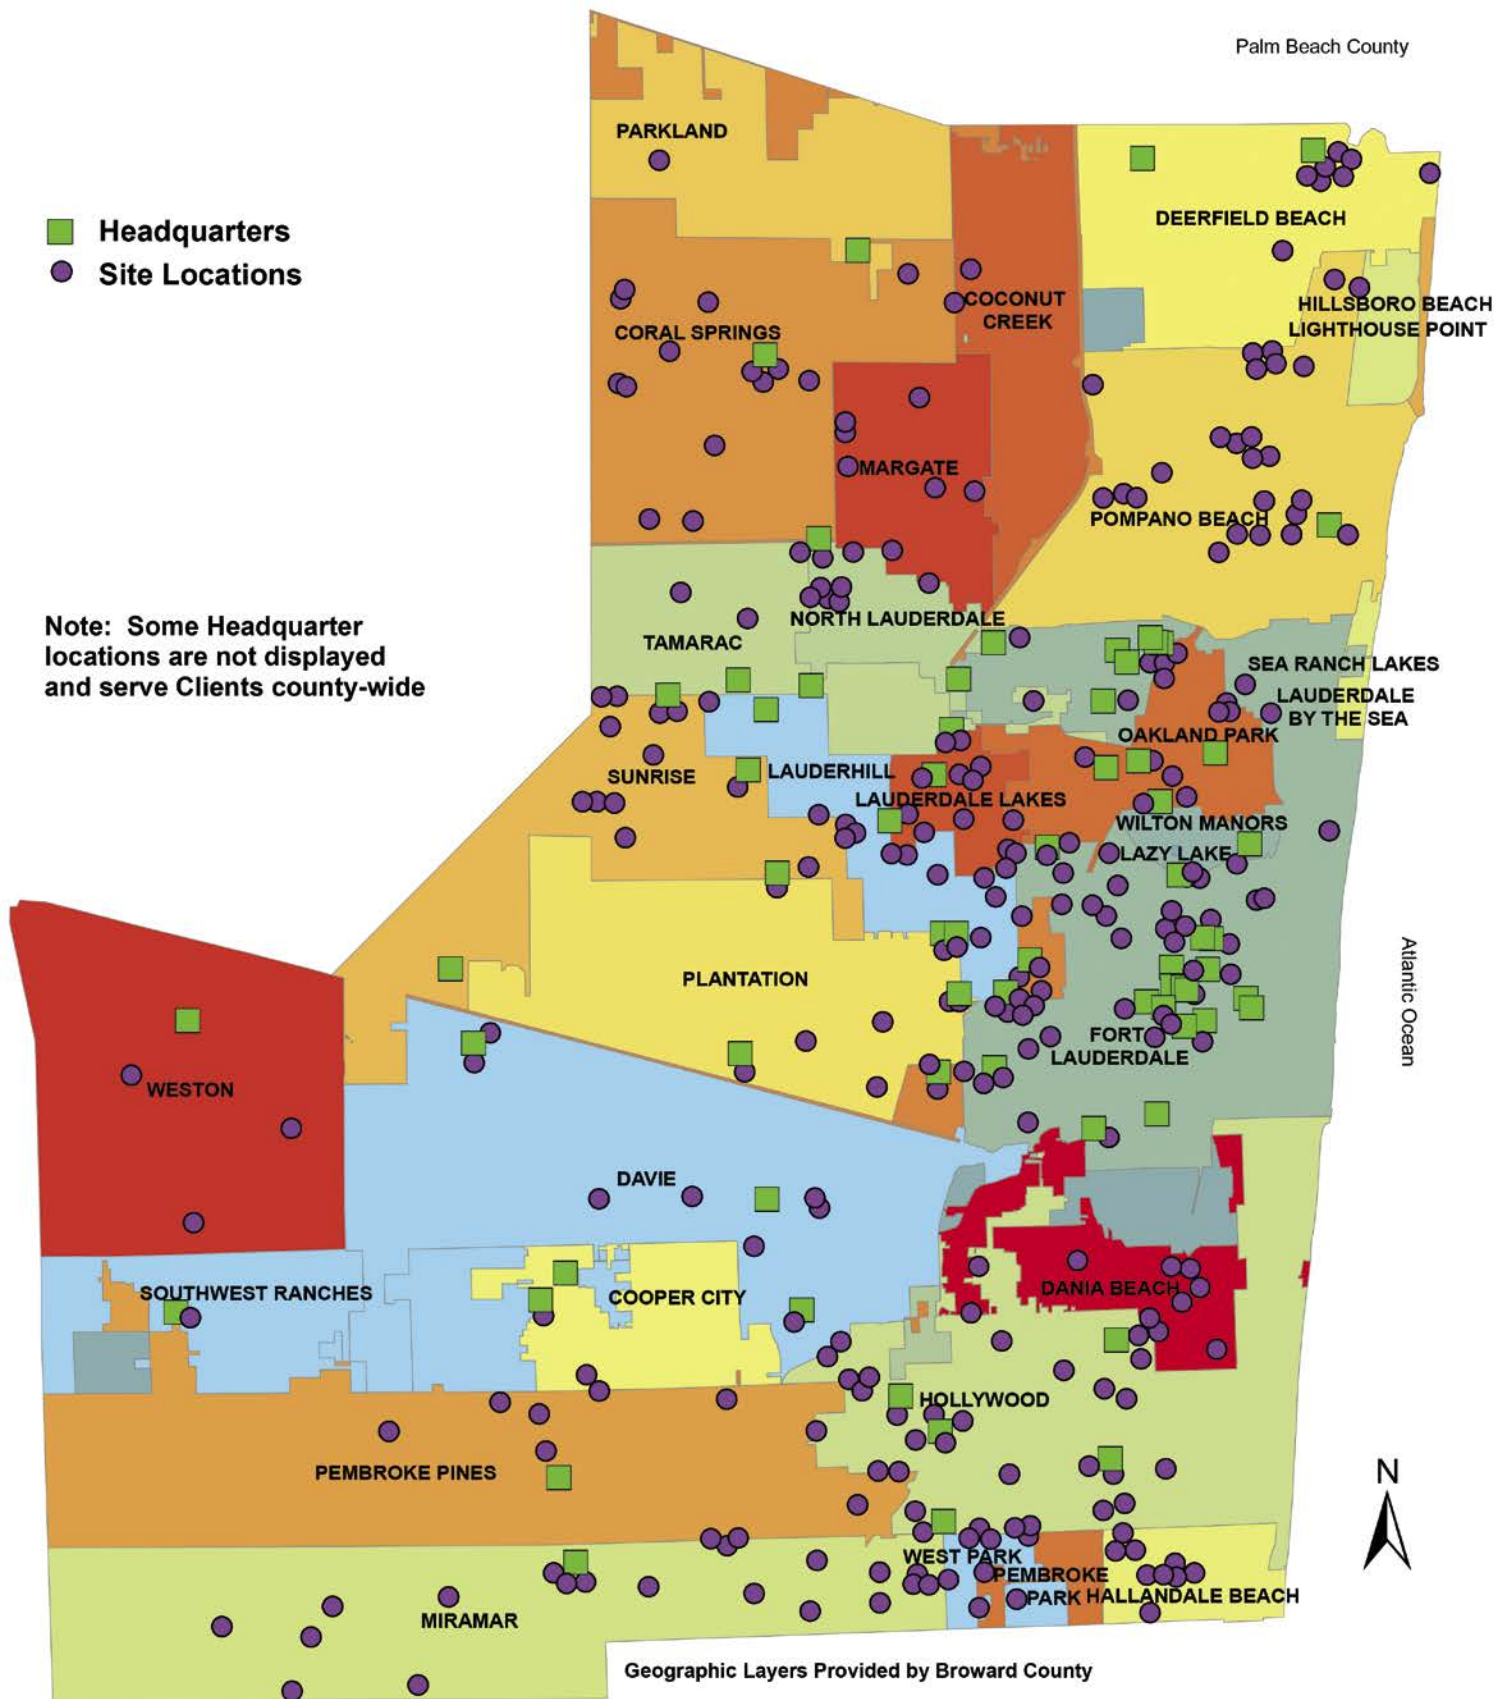 Palm Beach County
PARKLAND
Headquarters
Site Locations
DEERFIELD BEACH
COCONUT
CREEK
HILLSBORO BEACH
LIGHTHOUSE POINT
CORAL SPRINGS
MARGATE
POMPANO BEACH
Note: Some Headquarter
locations are not displayed
and serve Clients county-wide
NORTH LAUDERDALE
TAMARAC
SEA RANCH LAKES
LAUDERDALE
BY THE SEA
OAKLAND PARK
SUNRISE
LAUDERHILL
LAUDERDALE LAKES
WILTON MANORS
LAZY LAKE
PLANTATION
Atlantic Ocean
FORT
LAUDERDALE
WESTON
DAVIE
SOUTHWEST RANCHES
COOPER CITY
DANIA BEACH
HOLLYWOOD
PEMBROKE PINES
N
WEST PARK
PEMBROKE
PARK
HALLANDALE BEACH
MIRAMAR
Geographic Layers Provided by Broward County